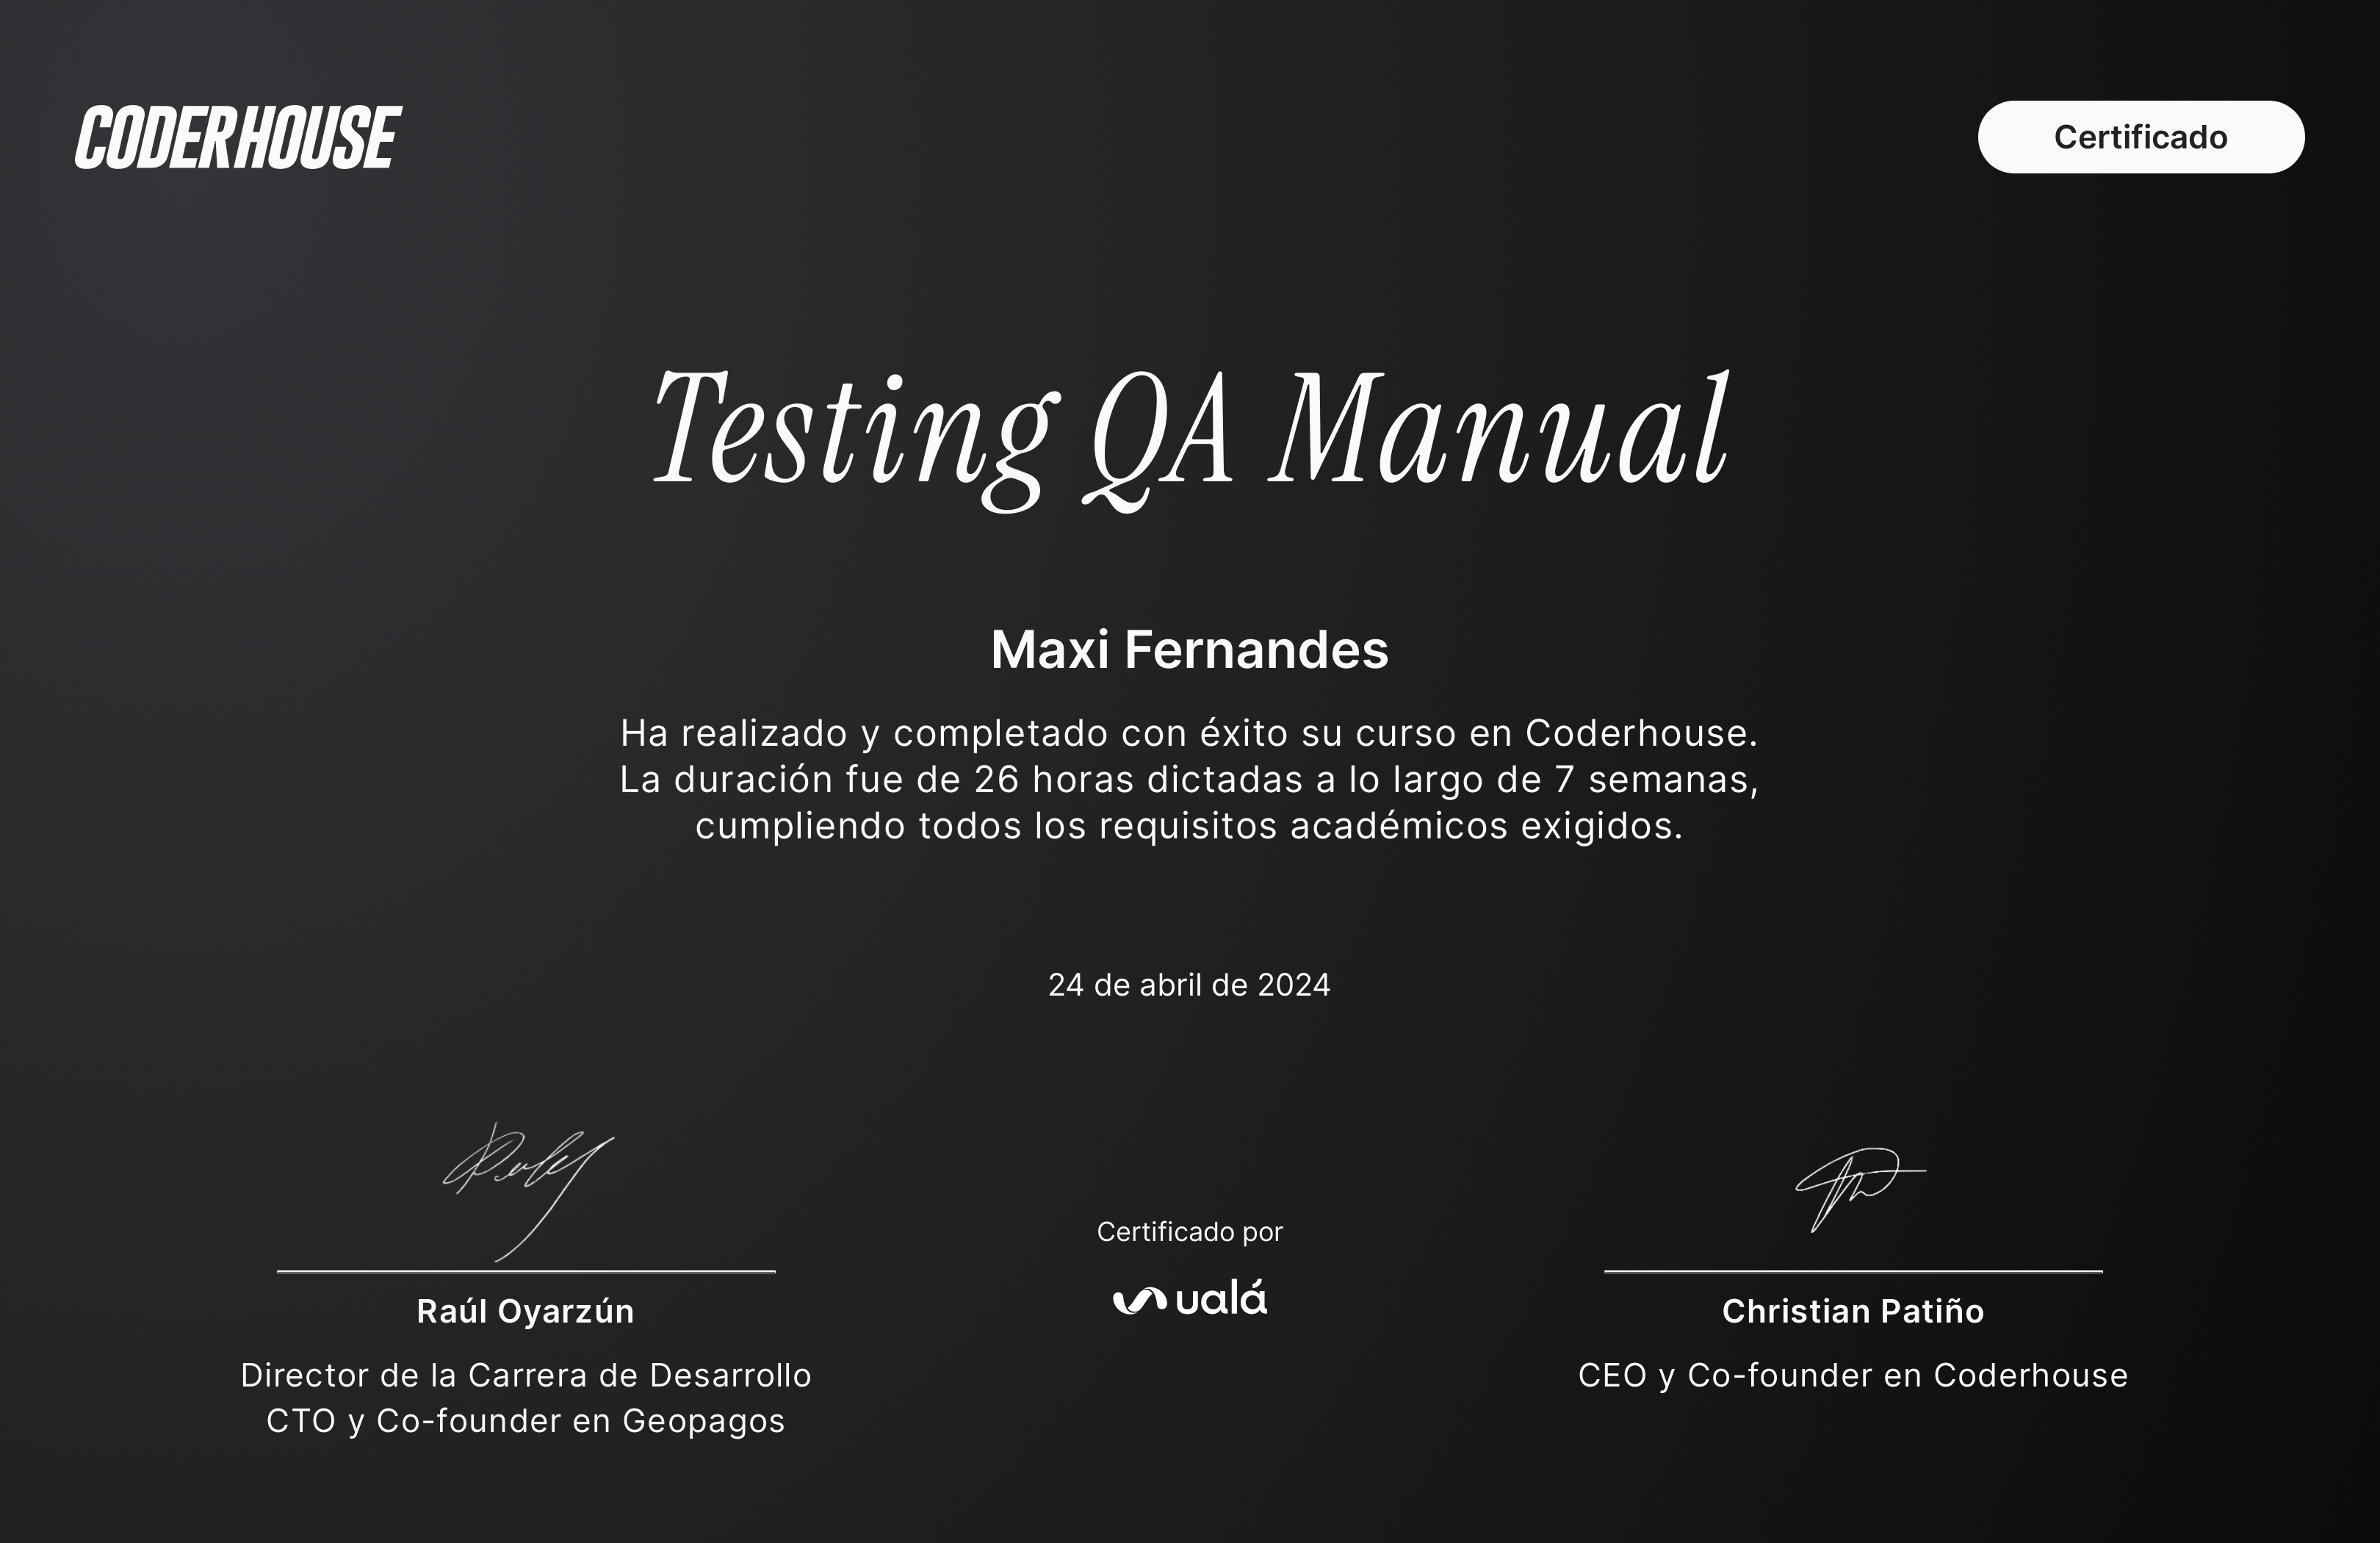 CODERHOUSE
Certificado
Testing QA Manual
Maxi Fernandes
Ha realizado y completado con éxito su curso en Coderhouse.
La duración fue de 26 horas dictadas a lo largo de 7 semanas,
cumpliendo todos los requisitos académicos exigidos.
24 de abril de 2024
Raúl Oyarzún
Director de la Carrera de Desarrollo
CTO y Co-founder en Geopagos
Certificado por
ualá
Christian Patiño
CEO y Co-founder en Coderhouse